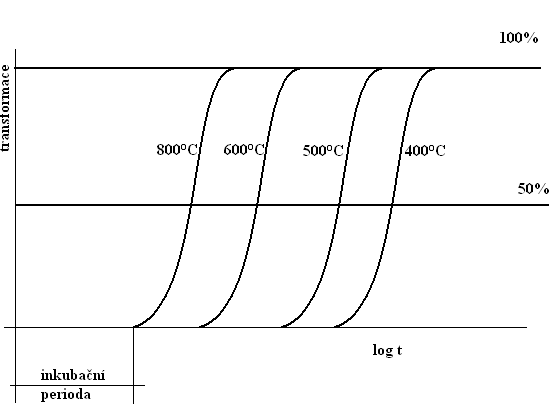 100%
transformace
800°C
600°C
500°C
400°C
50%
log t
inkubační
perioda